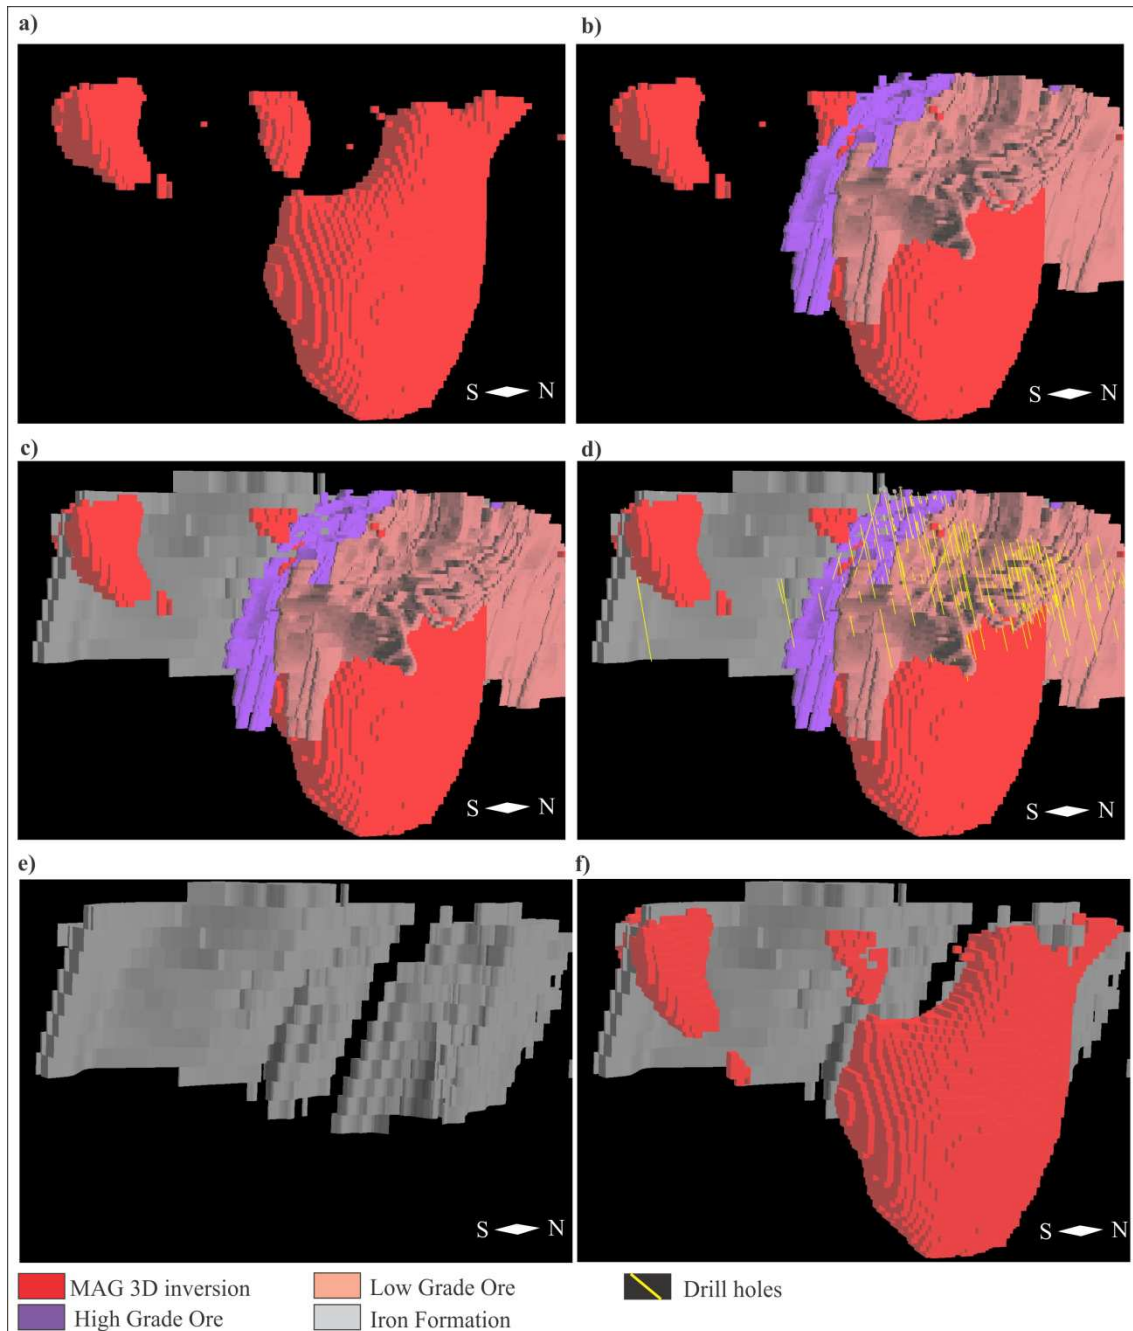 a)
b)
S N
S N
c)
d)
S N
S N
e)
f)
S N
S N
MAG 3D inversion
Low Grade Ore
Drill holes
High Grade Ore
Iron Formation